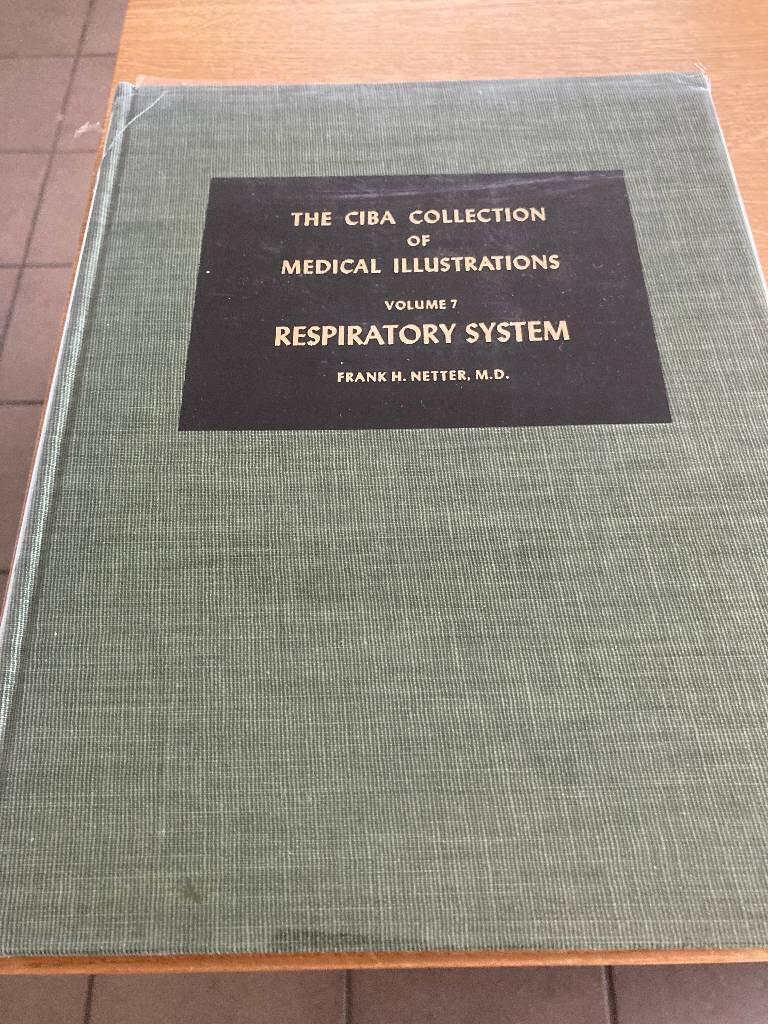 THE CIBA COLLECTION
OF
MEDICAL ILLUSTRATIONS
VOLUME 7
RESPIRATORY SYSTEM
FRANK H. NETTER, M.D.